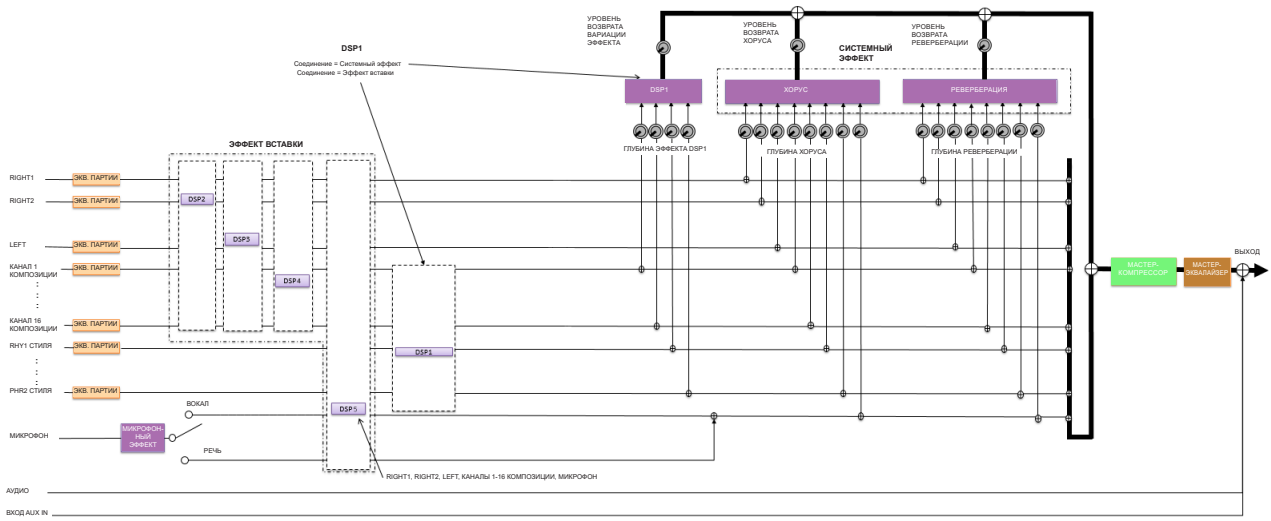 УРОВЕНЬ
ВОЗВРАТА
ВАРИАЦИИ
ЭФФЕКТА
УРОВЕНЬ
ВОЗВРАТА
ХОРУСА
УРОВЕНЬ
ВОЗВРАТА
РЕВЕРБЕРАЦИИ
СИСТЕМНЫЙ
ЭФФЕКТ
DSP1
Соединение = Системный эффект
Соединение = Эффект вставки
DSP1
ХОРУС
РЕВЕРБЕРАЦИЯ
ГЛУБИНА ЭФФЕКТА DSP1
ГЛУБИНА ХОРУСА
ГЛУБИНА РЕВЕРБЕРАЦИИ
ЭФФЕКТ ВСТАВКИ
RIGHT1
ЭКВ. ПАРТИИ
RIGHT2
ЭКВ. ПАРТИИ
DSP2
LEFT
ЭКВ. ПАРТИИ
DSP3
КАНАЛ 1
КОМПОЗИЦИИ
ЭКВ. ПАРТИИ
DSP4
КАНАЛ 16
КОМПОЗИЦИИ
ЭКВ. ПАРТИИ
RHY1 СТИЛЯ
ЭКВ. ПАРТИИ
DSP1
PHR2 СТИЛЯ
ЭКВ. ПАРТИИ
DSP5
ВОКАЛ
МИКРОФОН
МИКРОФОН-
НЫЙ
ЭФФЕКТ
РЕЧЬ
RIGHT1, RIGHT2, LEFT, КАНАЛЫ 1-16 КОМПОЗИЦИИ, МИКРОФОН
МАСТЕР-
КОМПРЕССОР
МАСТЕР-
ЭКВАЛАЙЗЕР
ВЫХОД
АУДИО
ВХОД AUX IN